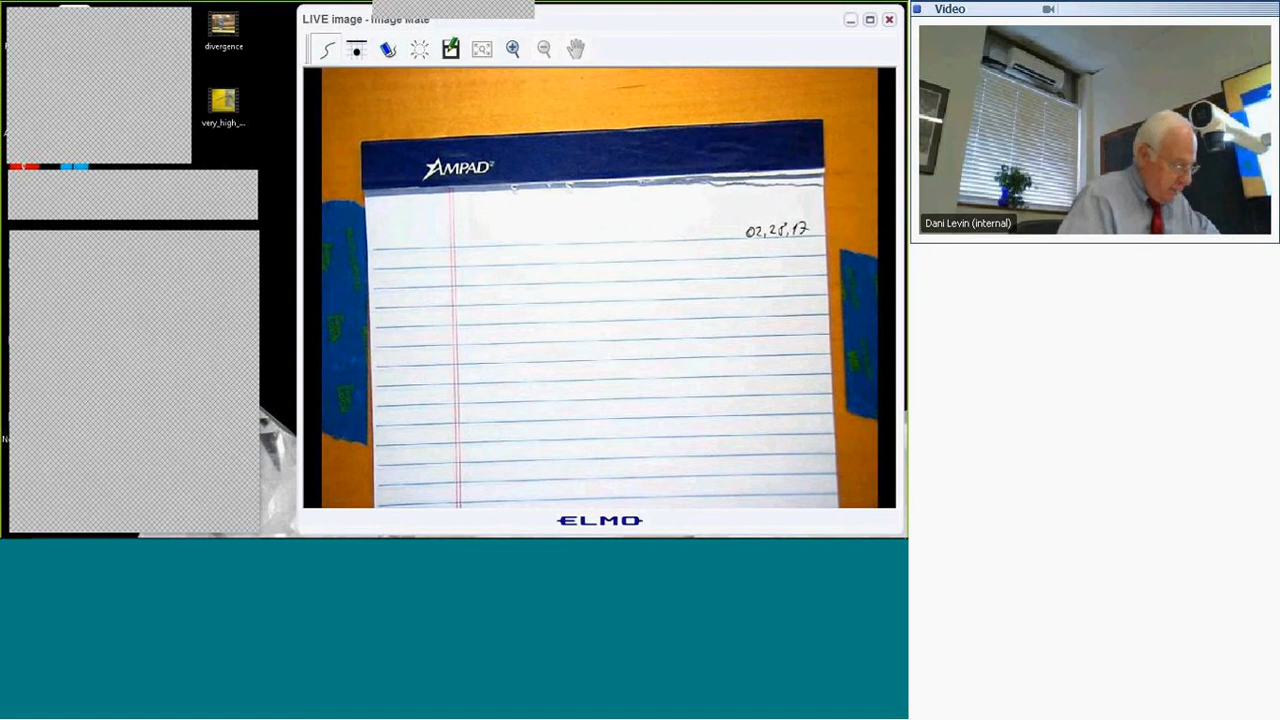 divergence
very_high_...
LIVE image - Image Mate
AMPAD
02,28,17
ELMO
Video
Dani Levin (internal)